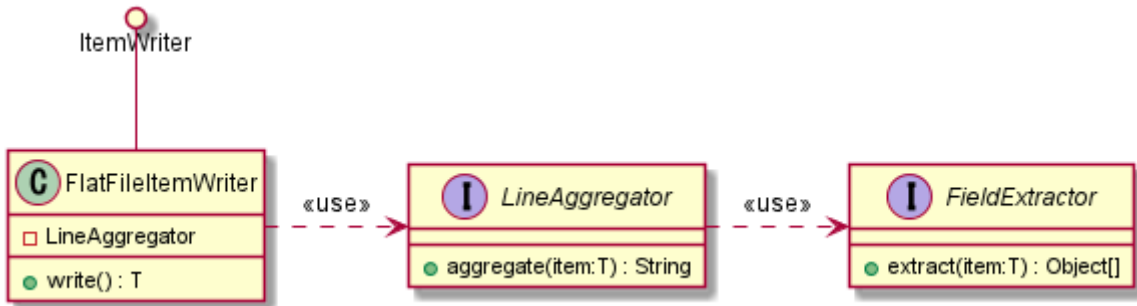 ItemWriter
C FlatFileItemWriter
LineAggregator
write() : T
«use»
I LineAggregator
aggregate(item:T) : String
«use»
I FieldExtractor
extract(item:T) : Object[]